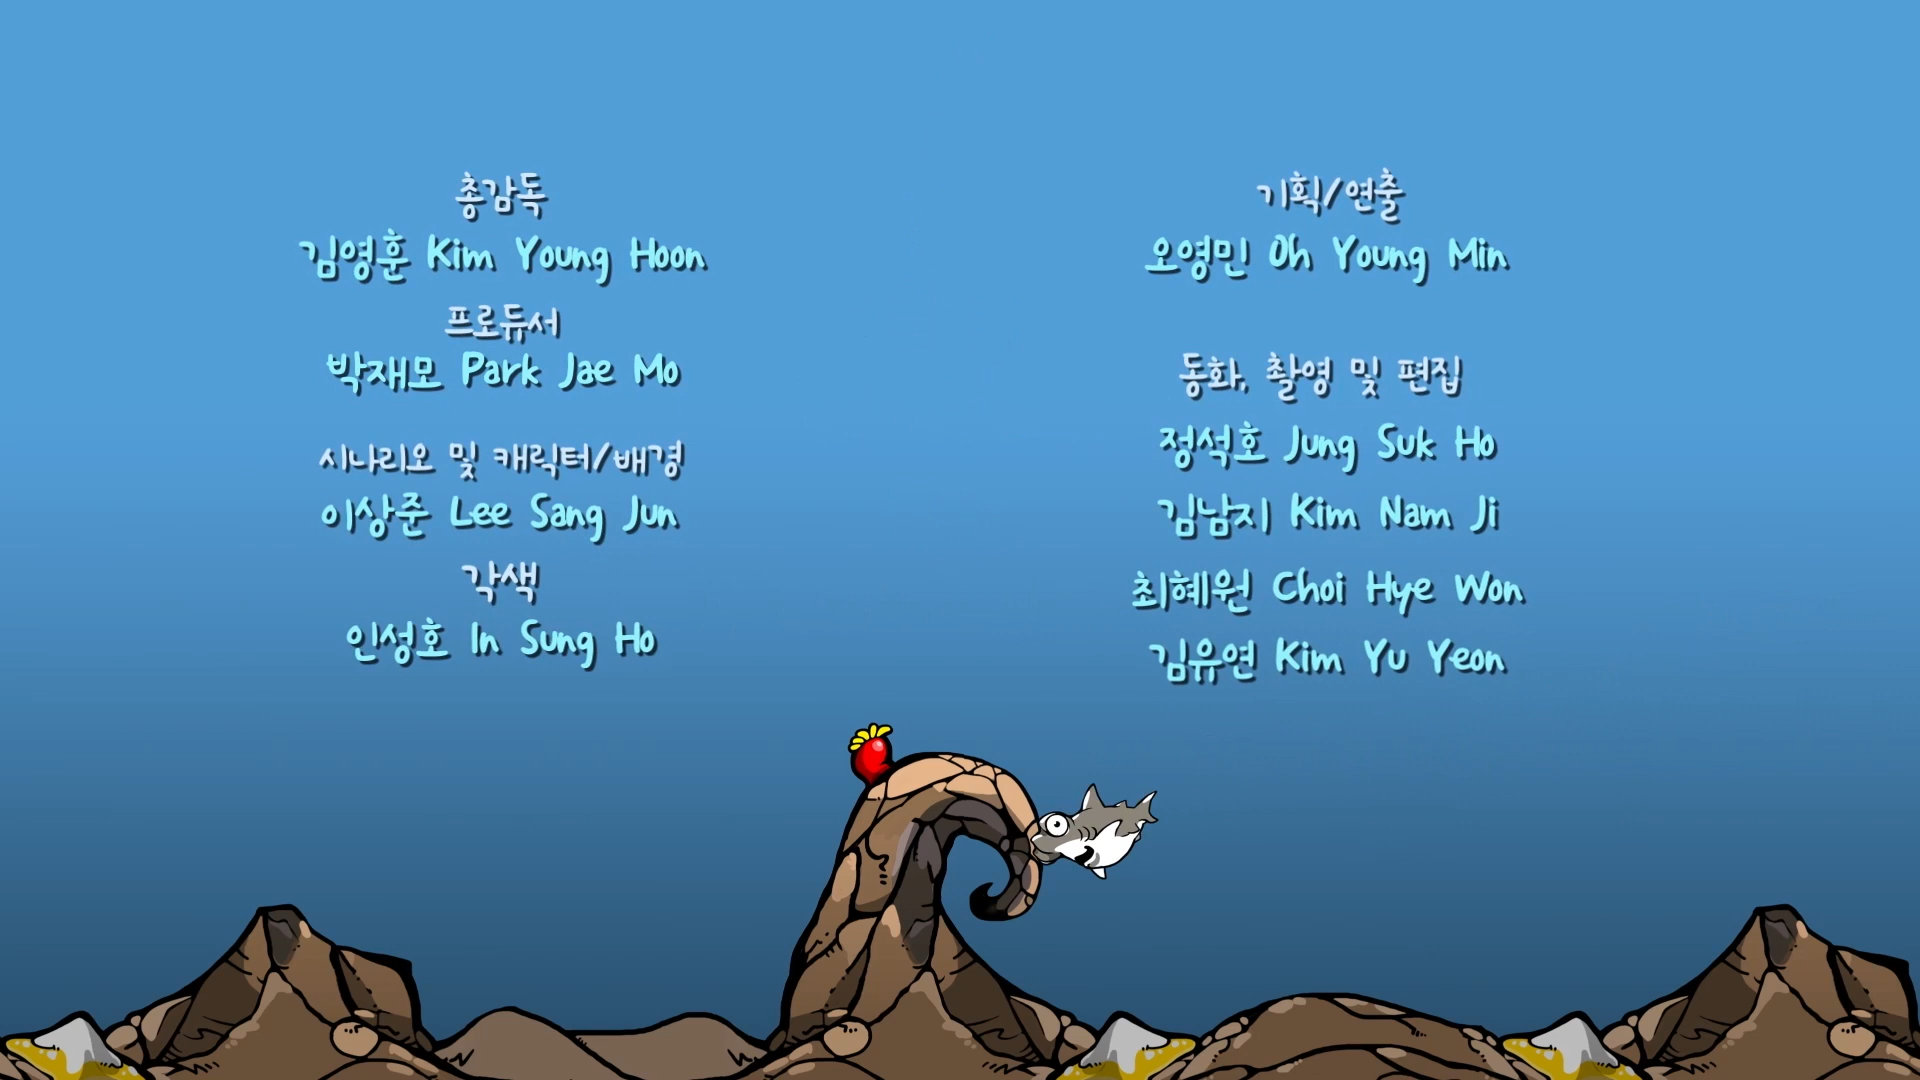 총감독
김영훈 Kim Young Hoon
프로듀서
박재모 Park Jae Mo
시나리오 및 캐릭터/배경
이상준 Lee Sang Jun
각색
인성호 In Sung Ho
기획/연출
오영민 Oh Young Min
동화, 촬영 및 편집
정석호 Jung Suk Ho
김남지 Kim Nam Ji
최혜원 Choi Hye Won
김유연 Kim Yu Yeon